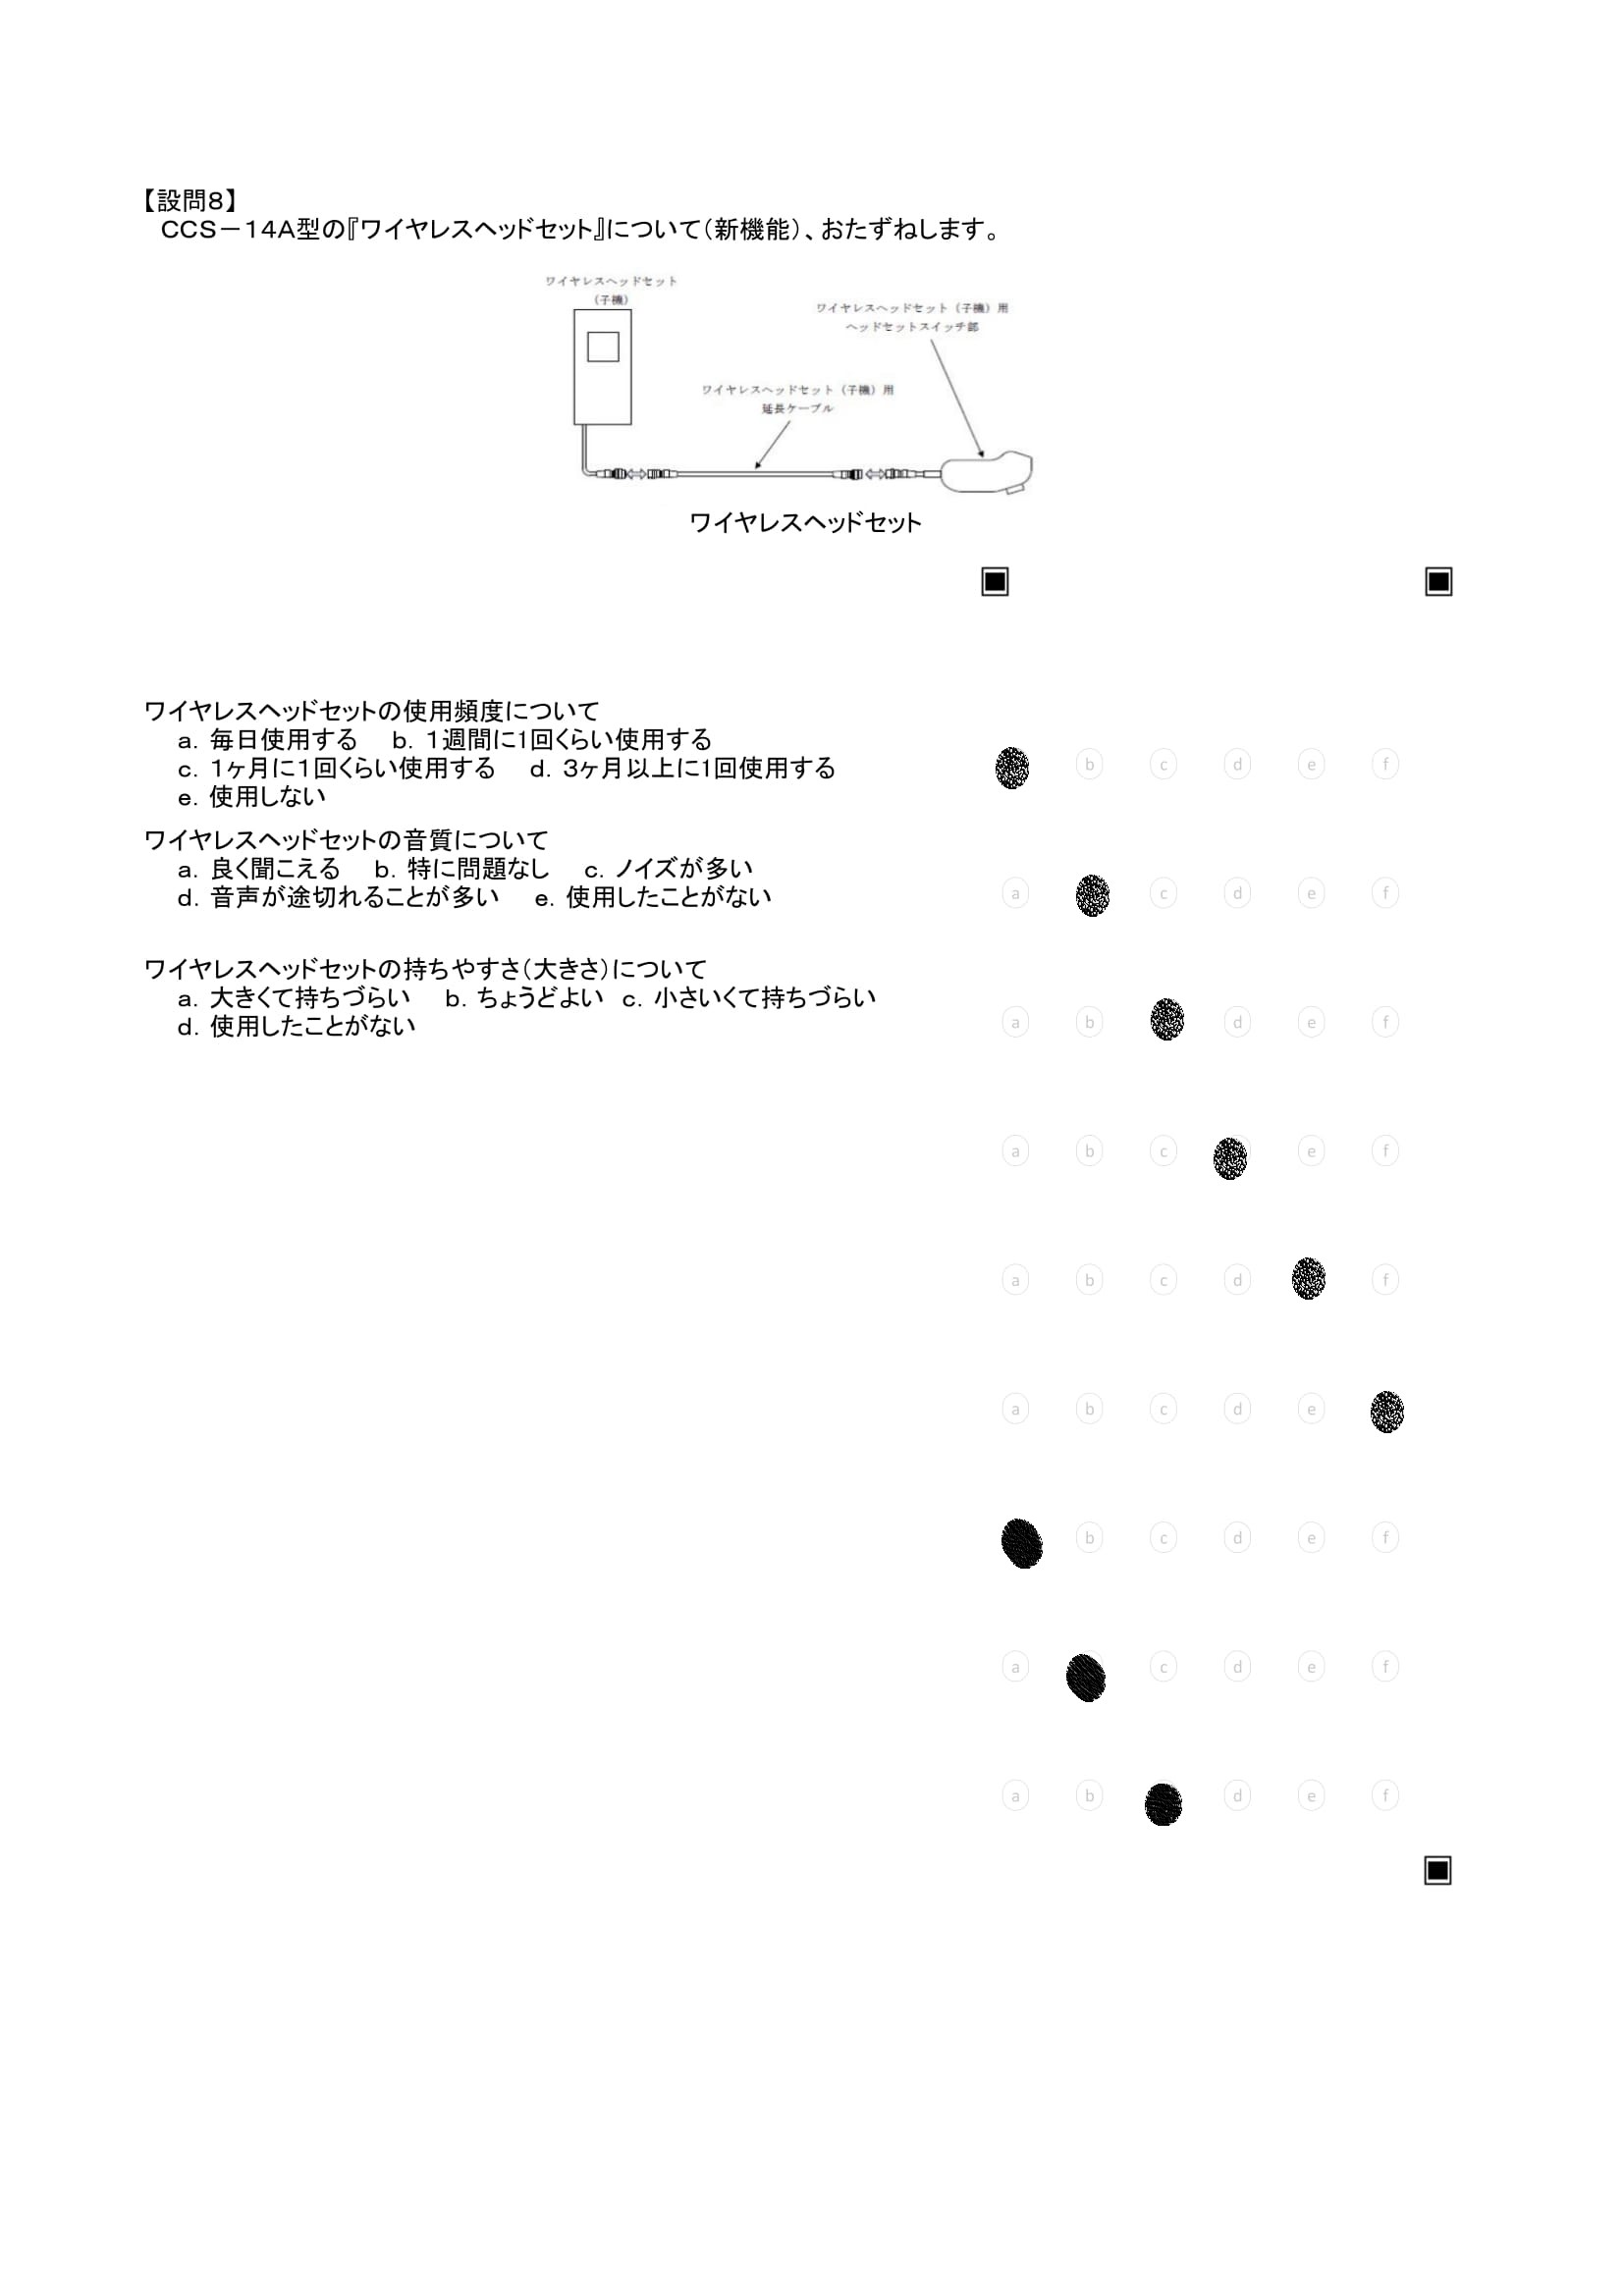 【設問８】
ＣＣＳ－１４Ａ型の『ワイヤレスヘッドセット』について（新機能）、おたずねします。
ワイヤレスヘッドセット
（子機）
ワイヤレスヘッドセット（子機）用
ヘッドセットスイッチ部
ワイヤレスヘッドセット（子機）用
延長ケーブル
ワイヤレスヘッドセット
ワイヤレスヘッドセットの使用頻度について
ａ．毎日使用する　ｂ．１週間に１回くらい使用する
ｃ．１ヶ月に１回くらい使用する　ｄ．３ヶ月以上に１回使用する
ｅ．使用しない
b c d e f
ワイヤレスヘッドセットの音質について
ａ．良く聞こえる　ｂ．特に問題なし　ｃ．ノイズが多い
ｄ．音声が途切れることが多い　ｅ．使用したことがない
a c d e f
ワイヤレスヘッドセットの持ちやすさ（大きさ）について
ａ．大きくて持ちづらい　ｂ．ちょうどよい　ｃ．小さいくて持ちづらい
ｄ．使用したことがない
a b d e f
a b c e f
a b c d f
a b c d e
b c d e f
a c d e f
a b d e f